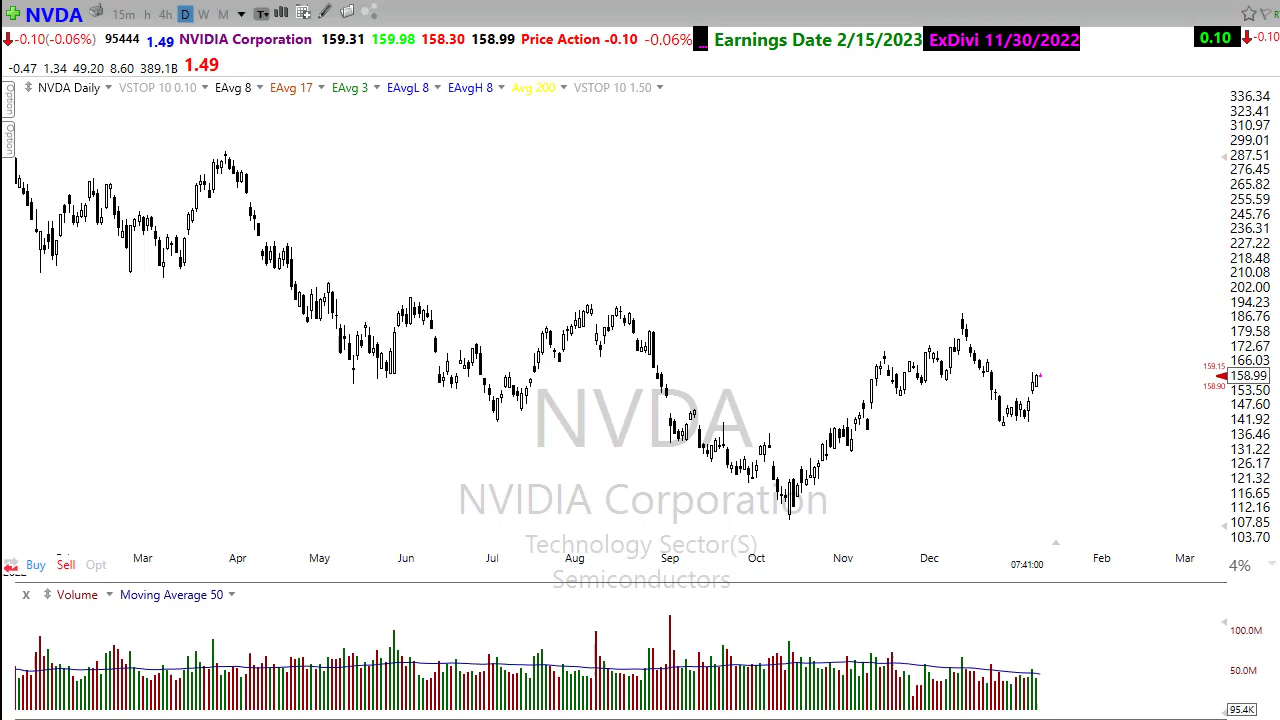 NVDA 15m h 4h D W M
-0.10(-0.06%) 95444 1.49 NVIDIA Corporation 159.31 159.98 158.30 158.99 Price Action -0.10 -0.06% Earnings Date 2/15/2023 ExDivi 11/30/2022 0.10 -0.10
-0.47 1.34 49.20 8.60 389.1B 1.49
Option
Option
NVDA Daily VSTOP 10 0.10 EAvg 8 EAvg 17 EAvg 3 EAvgL 8 EAvgH 8 Avg 200 VSTOP 10 1.50
336.34
323.41
310.97
299.01
287.51
276.45
265.82
255.59
245.76
236.31
227.22
218.48
210.08
202.00
194.23
186.76
179.58
172.67
166.03
159.15
158.99
158.90
153.50
147.60
141.92
136.46
131.22
126.17
121.32
116.65
112.16
107.85
103.70
NVDA
NVIDIA Corporation
Technology Sector(S)
Semiconductors
Mar Apr May Jun Jul Aug Sep Oct Nov Dec Feb Mar
07:41:00
Buy Sell Opt
4%
X Volume Moving Average 50
100.0M
50.0M
95.4K